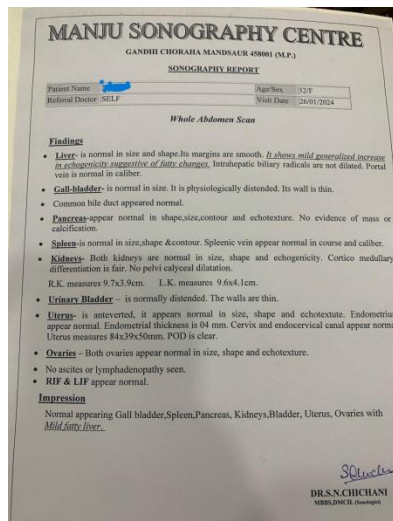 MANJU SONOGRAPHY CENTRE
GANDHI CHORAHA MANDSAUR 458001 (M.P.)
SONOGRAPHY REPORT
Patient Name Age/Sex 52/F
Referral Doctor SELF Visit Date 26/01/2024
Whole Abdomen Scan
Findings
• Liver- is normal in size and shape.Its margins are smooth. It shows mild generalized increase
in echogenicity suggestive of fatty changes. Intrahepatic biliary radicals are not dilated. Portal
vein is normal in caliber.
• Gall-bladder- is normal in size. It is physiologically distended. Its wall is thin.
• Common bile duct appeared normal.
• Pancreas-appear normal in shape,size,contour and echotexture. No evidence of mass or
calcification.
• Spleen-is normal in size,shape &contour. Spleenic vein appear normal in course and caliber.
• Kidneys- Both kidneys are normal in size, shape and echogenicity. Cortico medullary
differentiation is fair. No pelvi calyceal dilatation.
R.K. measures 9.7x3.9cm. L.K. measures 9.6x4.1cm.
• Urinary Bladder – is normally distended. The walls are thin.
• Uterus- is anteverted, it appears normal in size, shape and echotextute. Endometriu
appear normal. Endometrial thickness is 04 mm. Cervix and endocervical canal appear norma
Uterus measures 84x39x50mm. POD is clear.
• Ovaries – Both ovaries appear normal in size, shape and echotexture.
• No ascites or lymphadenopathy seen.
• RIF & LIF appear normal.
Impression
Normal appearing Gall bladder,Spleen,Pancreas, Kidneys,Bladder, Uterus, Ovaries with
Mild fatty liver.
DR.S.N.CHICHANI
MBBS,DMCH, (Sonologist)